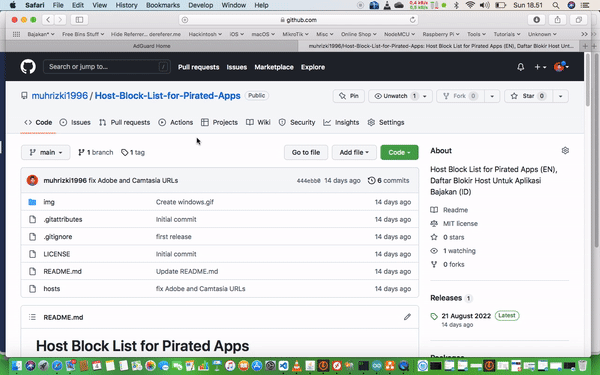 Safari File Edit View History Bookmarks Develop Window Help
Sun 18.51
github.com
Bajakan* Free Bins Stuff Hide Referrer... dereferer.me Hackintosh iOS macOS MikroTik Misc Online Shop NodeMCU Raspberry Pi Tools Tutorials Unknown
AdGuard Home
muhrizki1996/Host-Block-List-for-Pirated-Apps: Host Block List for Pirated Apps (EN), Daftar Blokir Host Unt...
Search or jump to...
/
Pull requests Issues Marketplace Explore
muhrizki1996 / Host-Block-List-for-Pirated-Apps Public
Pin
Unwatch 1
Fork 0
Star 0
Code Issues Pull requests Actions Projects Wiki Security Insights Settings
main
1 branch
1 tag
Go to file
Add file
Code
muhrizki1996 fix Adobe and Camtasia URLs
444ebb8 14 days ago 6 commits
img Create windows.gif 14 days ago
.gitattributes Initial commit 14 days ago
.gitignore first release 14 days ago
LICENSE Initial commit 14 days ago
README.md Update README.md 14 days ago
hosts fix Adobe and Camtasia URLs 14 days ago
README.md
Host Block List for Pirated Apps
About
Host Block List for Pirated Apps (EN),
Daftar Blokir Host Untuk Aplikasi
Bajakan (ID)
Readme
MIT license
0 stars
1 watching
0 forks
Releases 1
21 August 2022 Latest
14 days ago